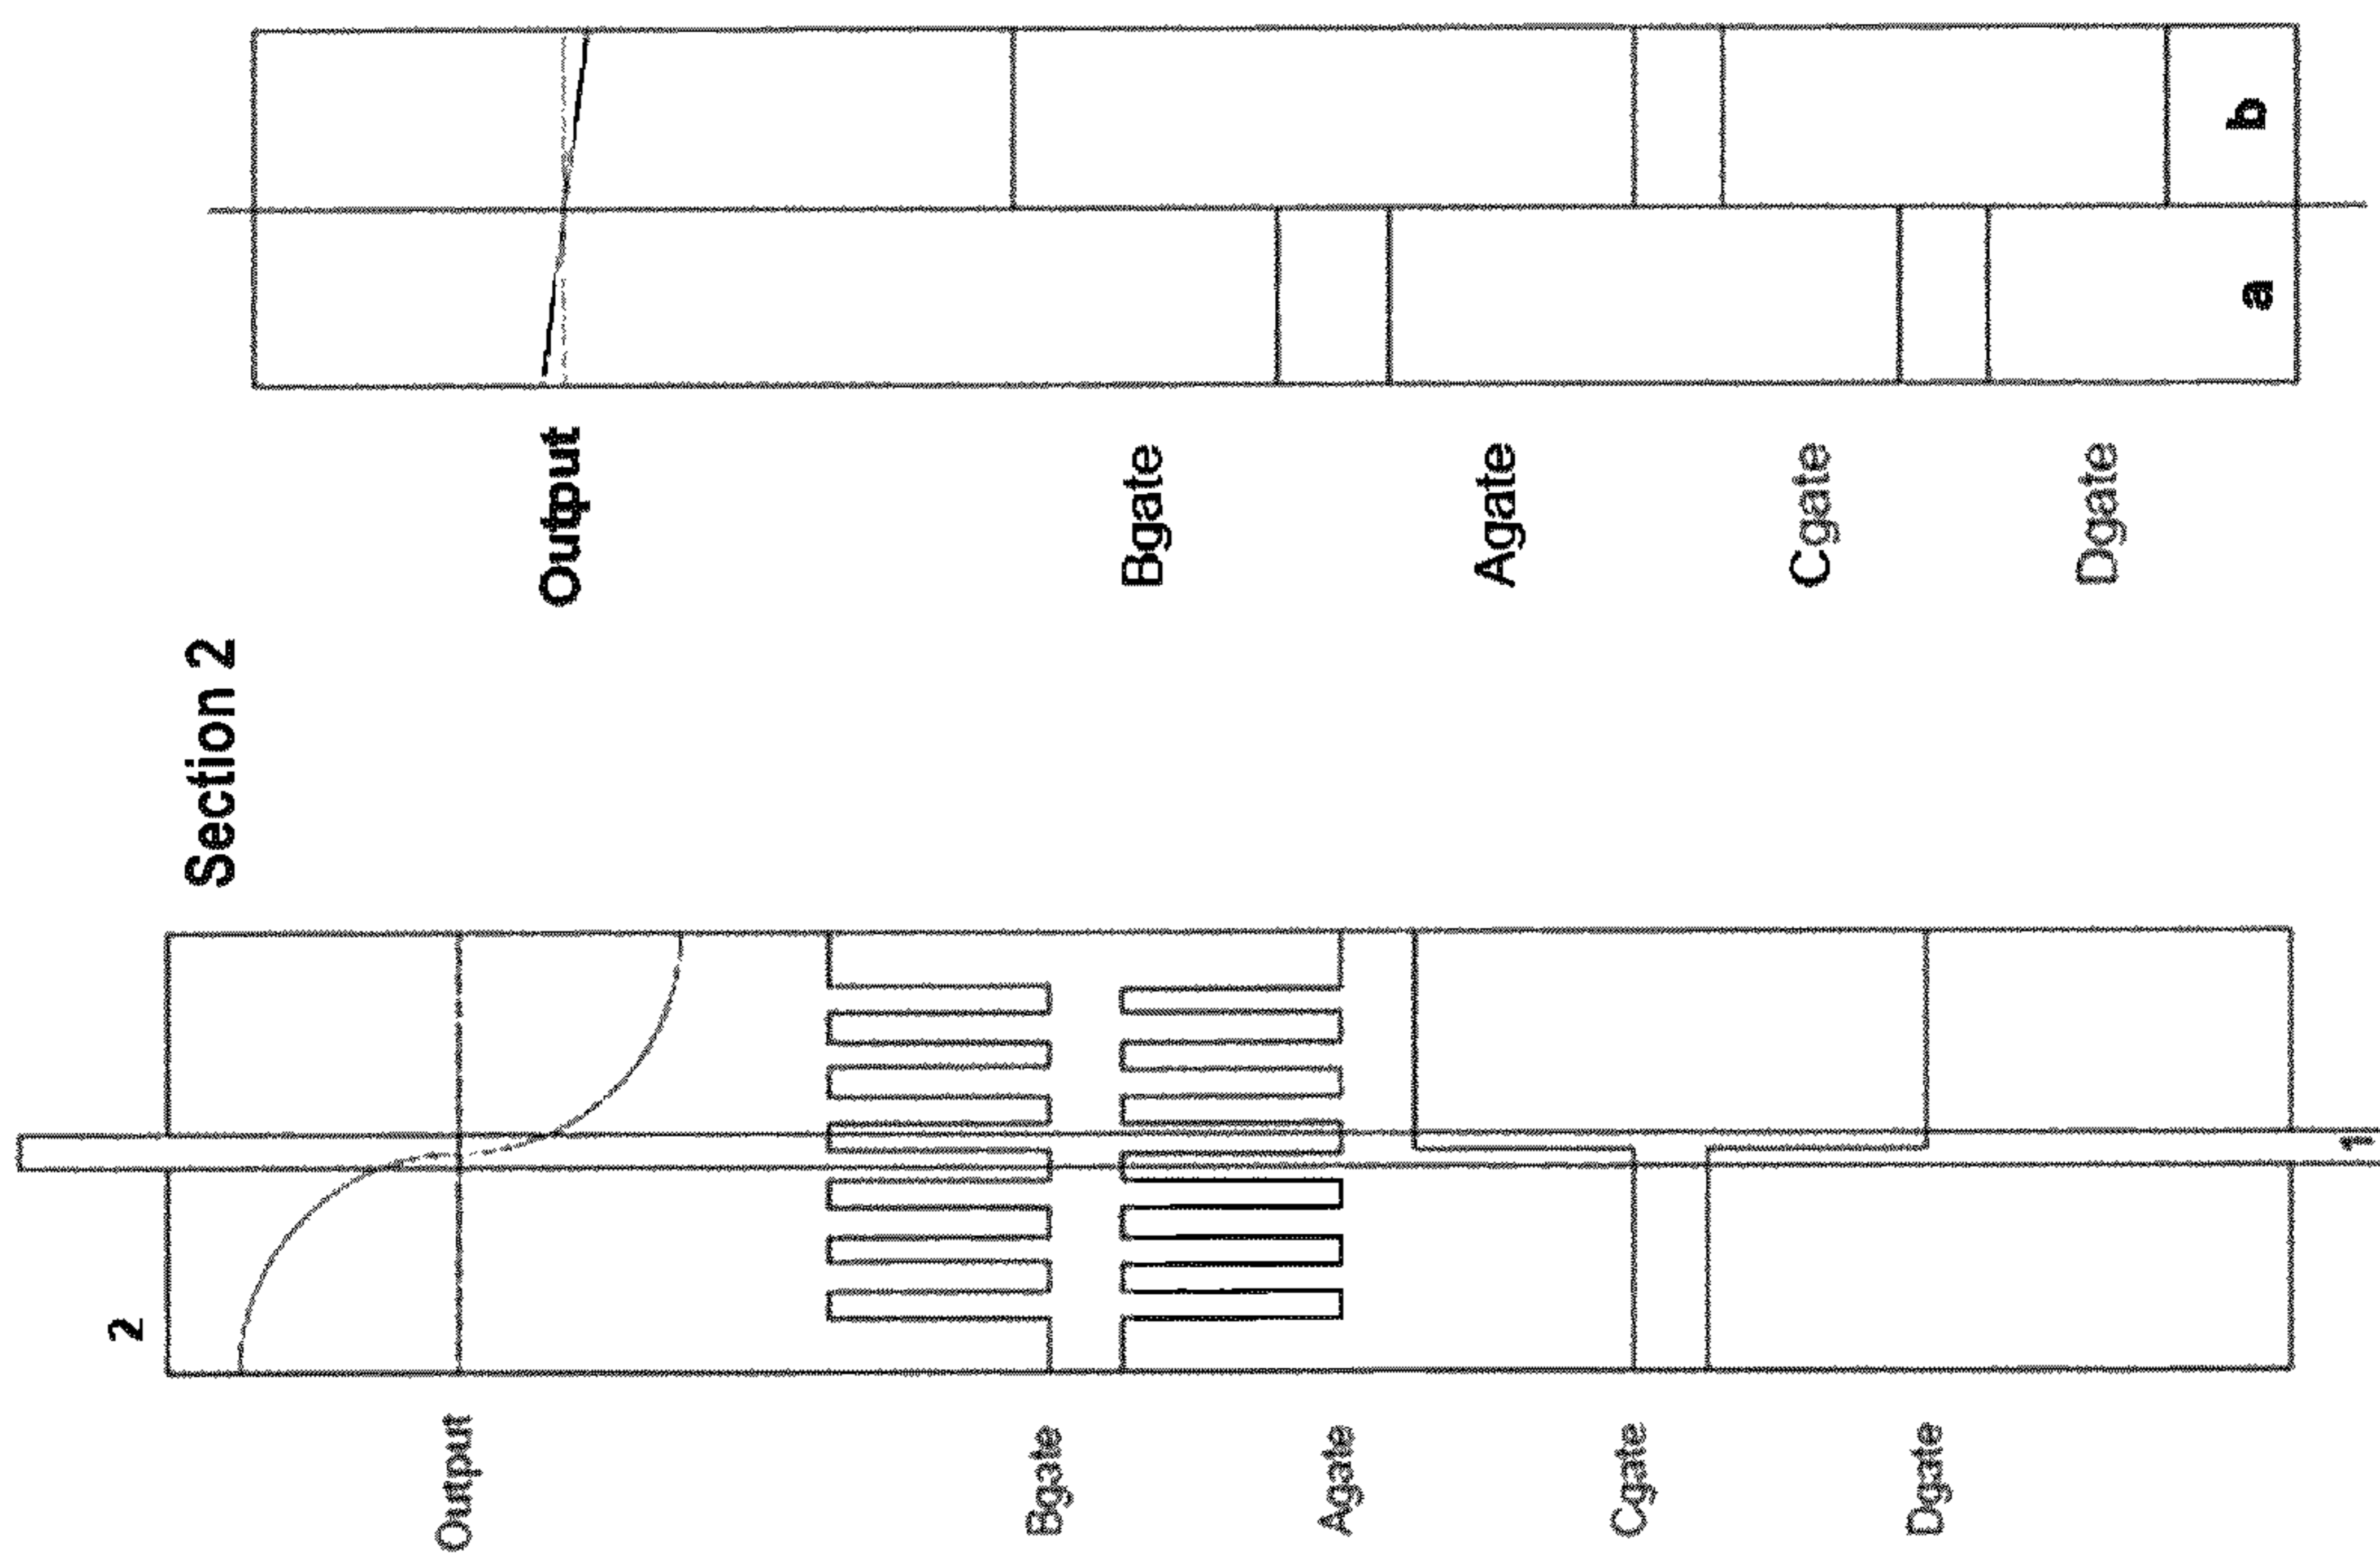 Section 2
2
1
Output
Bgate
Agate
Cgate
Dgate
Output
Bgate
Agate
Cgate
Dgate
a
b